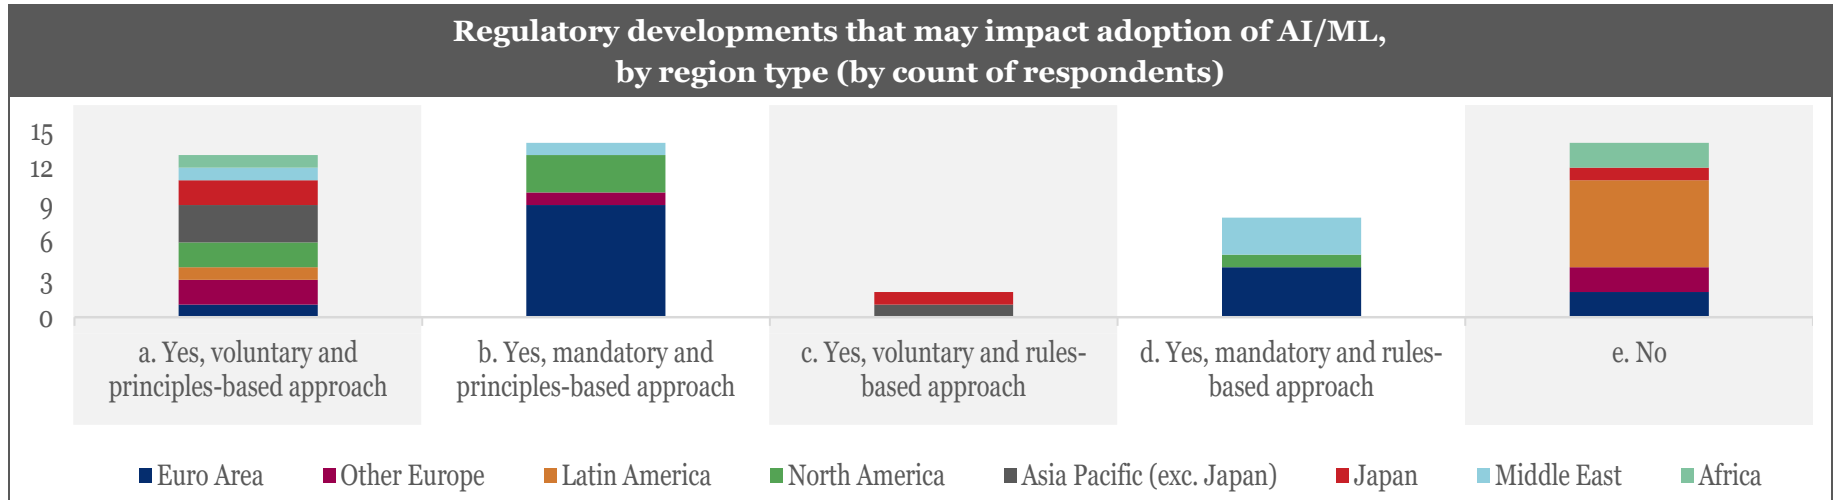 Regulatory developments that may impact adoption of AI/ML,
by region type (by count of respondents)
15
12
9
6
3
0
a. Yes, voluntary and
principles-based approach
b. Yes, mandatory and
principles-based approach
c. Yes, voluntary and rules-
based approach
d. Yes, mandatory and rules-
based approach
e. No
Euro Area
Other Europe
Latin America
North America
Asia Pacific (exc. Japan)
Japan
Middle East
Africa